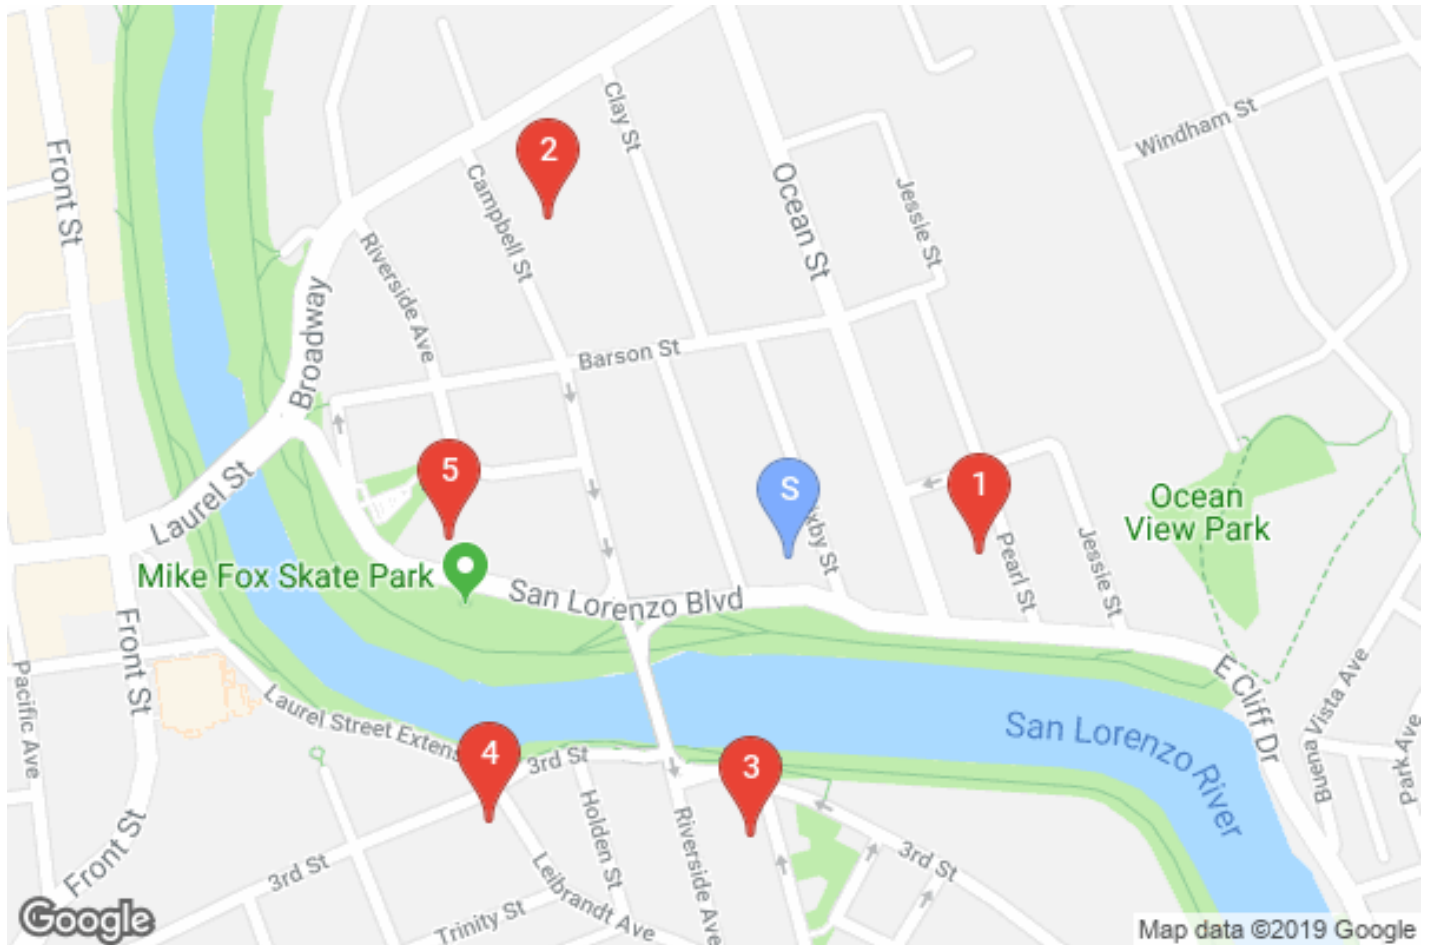 Clay St
2
Windham St
Front St
Ocean St
Campbell St
Jessie St
Riverside Ave
Broadway
Barson St
5
S
1
Laurel St
Ocean
View Park
ixby St
Pearl St
Jessie St
Mike Fox Skate Park
San Lorenzo Blvd
Front St
Pacific Ave
E Cliff Dr
Buena Vista Ave
Park Ave
Laurel Street Extens
San Lorenzo River
4
3rd St
3
Holden St
Riverside Ave
3rd St
Front St
3rd St
Leibrandt Ave
Trinity St
Google
Map data ©2019 Google